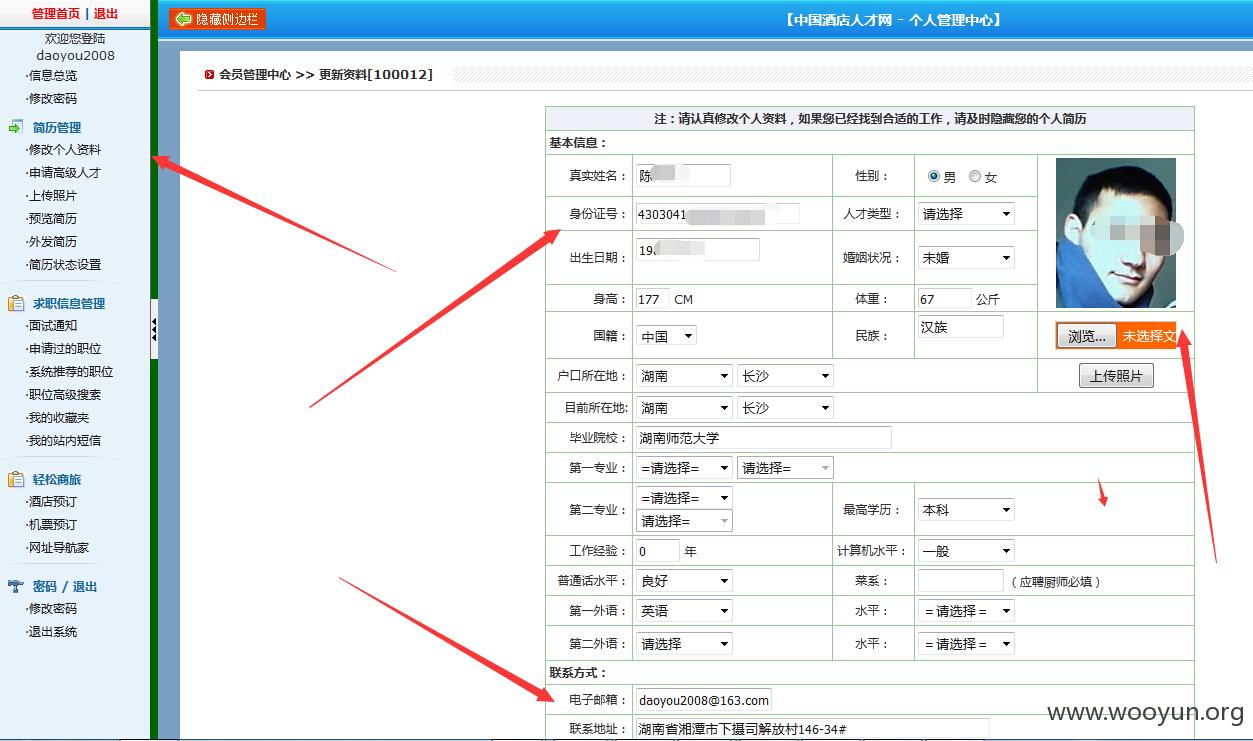 管理首页 | 退出
欢迎您登陆
daoyou2008
·信息总览
·修改密码
简历管理
·修改个人资料
·申请高级人才
·上传照片
·预览简历
·外发简历
·简历状态设置
求职信息管理
·面试通知
·申请过的职位
·系统推荐的职位
·职位高级搜索
·我的收藏夹
·我的站内短信
轻松商旅
·酒店预订
·机票预订
·网址导航家
密码 / 退出
·修改密码
·退出系统
隐藏侧边栏
【中国酒店人才网 - 个人管理中心】
会员管理中心 >> 更新资料[100012]
注：请认真修改个人资料，如果您已经找到合适的工作，请及时隐藏您的个人简历
基本信息：
真实姓名： 陈 性别： 男 女
身份证号： 4303041 人才类型： 请选择
出生日期： 19 婚姻状况： 未婚
身高： 177 CM 体重： 67 公斤
国籍： 中国 民族： 汉族
浏览... 未选择文
户口所在地： 湖南 长沙
上传照片
目前所在地: 湖南 长沙
毕业院校： 湖南师范大学
第一专业： =请选择= 请选择=
第二专业： =请选择= 请选择= 最高学历： 本科
工作经验： 0 年 计算机水平： 一般
普通话水平： 良好 菜系： （应聘厨师必填）
第一外语： 英语 水平： =请选择=
第二外语： 请选择 水平： =请选择=
联系方式：
电子邮箱： daoyou2008@163.com
联系地址： 湖南省湘潭市下摄司解放村146-34#
www.wooyun.org